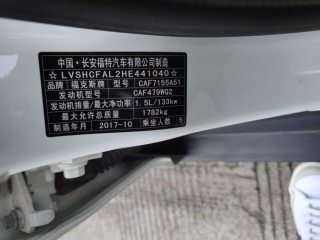 中国·长安福特汽车有限公司制造
☆LVSHCFAL2HE441040☆
品牌 福克斯牌 型号 CAF7155A51
发动机型号 CAF479WQ2
发动机排量/最大净功率 1.5L/133kW
最大允许总质量 1782kg
制造年月 2017-10 乘坐人数 5